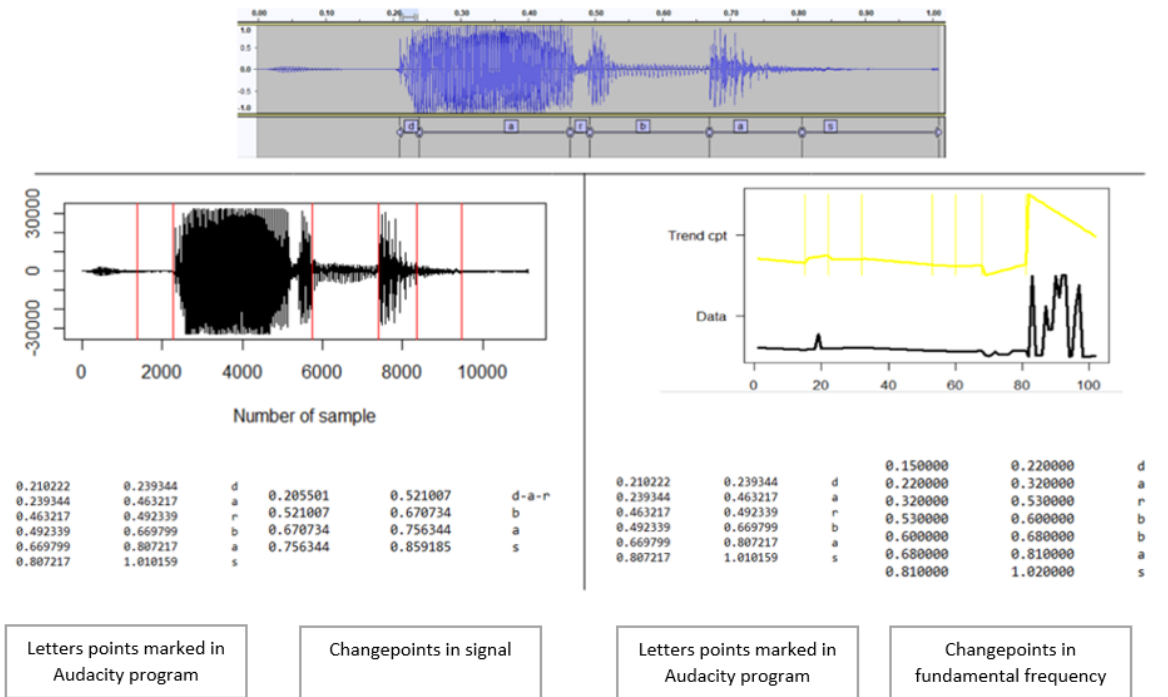 0.00 0.10 0.20 0.30 0.40 0.50 0.60 0.70 0.80 0.90 1.00
1.0
0.5
0.0
-0.5
-1.0
d a r b a s
30000
0
-30000
0 2000 4000 6000 8000 10000
Number of sample
Trend cpt
Data
0 20 40 60 80 100
0.210222 0.239344 d
0.239344 0.463217 a
0.463217 0.492339 r
0.492339 0.669799 b
0.669799 0.807217 a
0.807217 1.010159 s
0.205501 0.521007 d-a-r
0.521007 0.670734 b
0.670734 0.756344 a
0.756344 0.859185 s
0.210222 0.239344 d
0.239344 0.463217 a
0.463217 0.492339 r
0.492339 0.669799 b
0.669799 0.807217 a
0.807217 1.010159 s
0.150000 0.220000 d
0.220000 0.320000 a
0.320000 0.530000 r
0.530000 0.600000 b
0.600000 0.680000 b
0.680000 0.810000 a
0.810000 1.020000 s
Letters points marked in
Audacity program
Changepoints in signal
Letters points marked in
Audacity program
Changepoints in
fundamental frequency